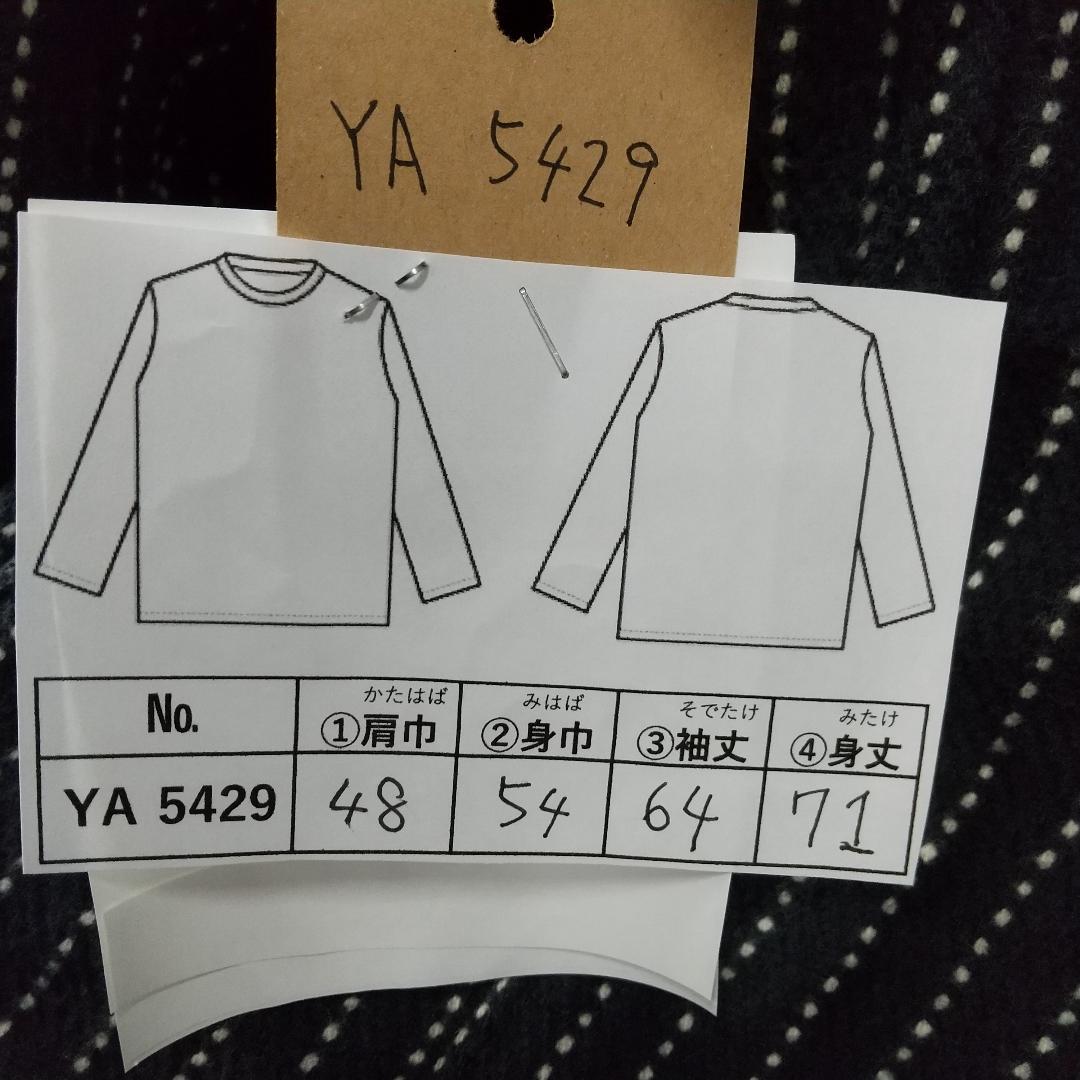 YA 5429
No. かたはば みはば そでたけ みたけ
①肩巾 ②身巾 ③袖丈 ④身丈
YA 5429 48 54 64 71